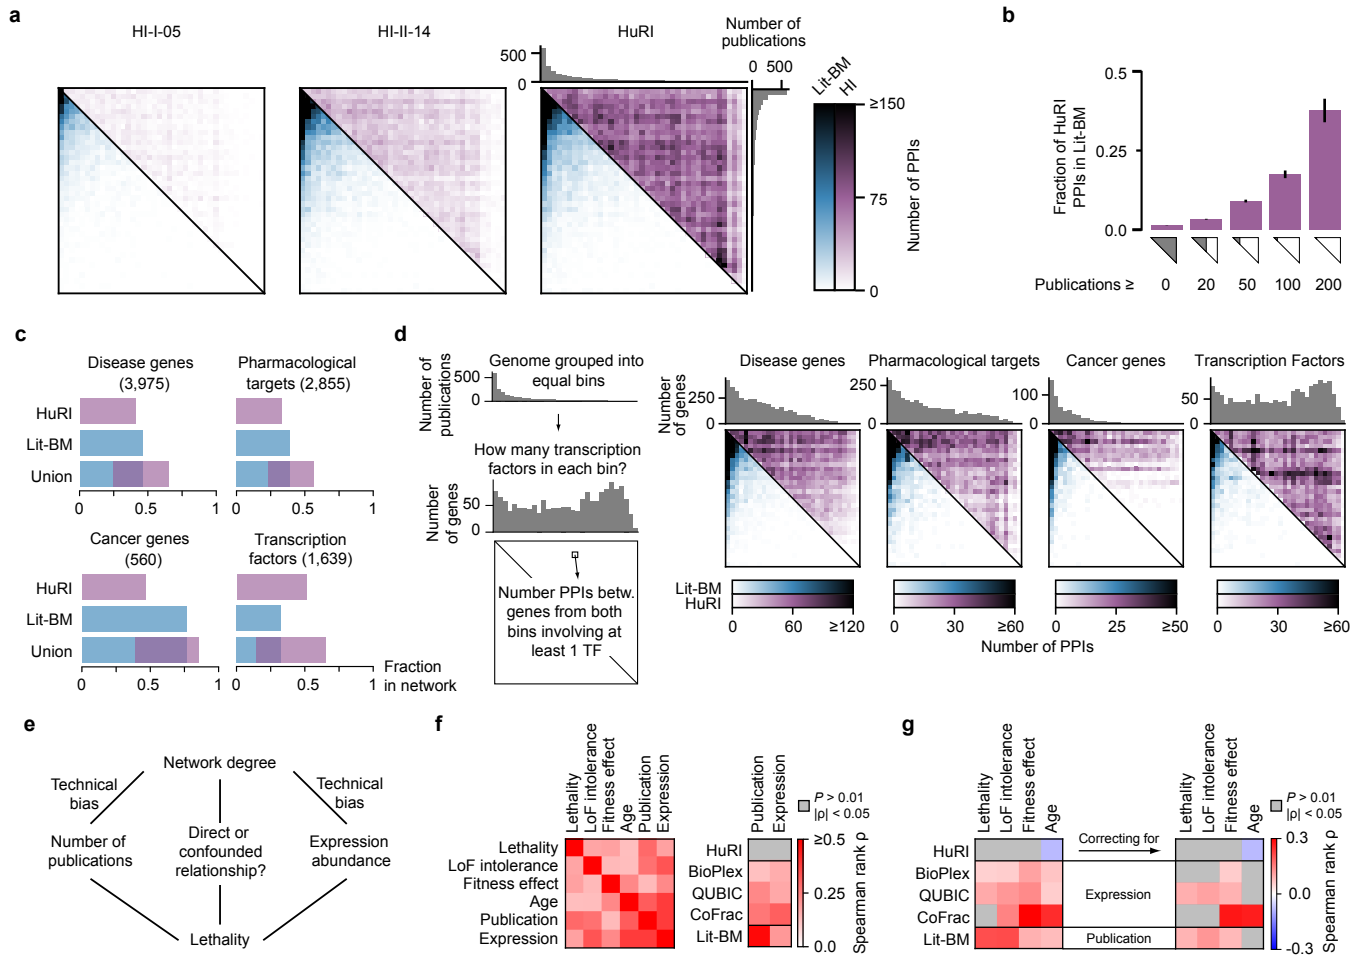 a
HI-I-05
HI-II-14
HuRI
Number of
publications
500
0
0 500
Lit-BM
HI
≥150
75
0
Number of PPIs
b
Fraction of HuRI
PPIs in Lit-BM
0.5
0.25
0.0
Publications ≥ 0 20 50 100 200
c
Disease genes
(3,975)
Pharmacological
targets (2,855)
HuRI
Lit-BM
Union
0 0.5 1
0 0.5 1
Cancer genes
(560)
Transcription
factors (1,639)
HuRI
Lit-BM
Union
0 0.5 1
0 0.5 1
Fraction
in network
d
Number of
publications
500
0
Genome grouped into
equal bins
How many transcription
factors in each bin?
Number
of genes
50
0
Number PPIs betw.
genes from both
bins involving at
least 1 TF
Disease genes
Pharmacological targets
Cancer genes
Transcription Factors
Number
of genes
250
0
250
0
150
0
50
0
Lit-BM
HuRI
0 60 ≥120
0 30 ≥60
0 25 ≥50
0 30 ≥60
Number of PPIs
e
Network degree
Technical
bias
Technical
bias
Number of
publications
Direct or
confounded
relationship?
Expression
abundance
Lethality
f
Lethality
LoF intolerance
Fitness effect
Age
Publication
Expression
Lethality
LoF intolerance
Fitness effect
Age
Publication
Expression
Publication
Expression
P > 0.01
|ρ| < 0.05
HuRI
BioPlex
QUBIC
CoFrac
Lit-BM
≥0.5
0.25
0.0
Spearman rank ρ
g
Lethality
LoF intolerance
Fitness effect
Age
HuRI
BioPlex
QUBIC
CoFrac
Lit-BM
Correcting for
Expression
Publication
Lethality
LoF intolerance
Fitness effect
Age
P > 0.01
|ρ| < 0.05
0.3
0.0
-0.3
Spearman rank ρ